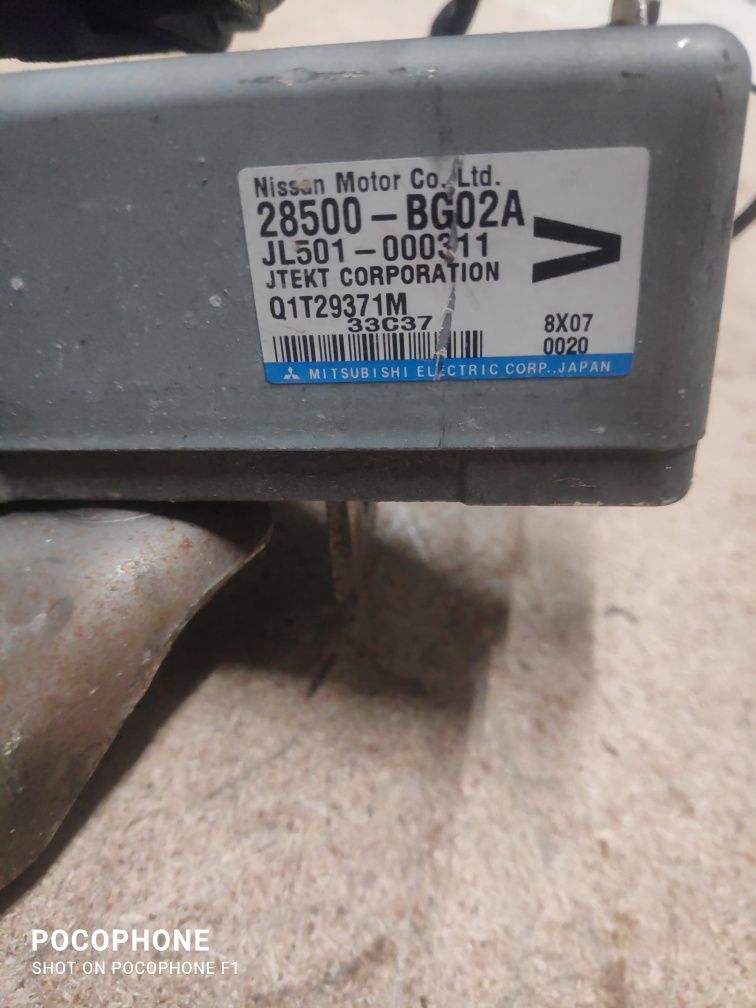 Nissan Motor Co., Ltd.
28500-BG02A
JL501-000311
JTEKT CORPORATION
Q1T29371M
33C37
8X07
0020
MITSUBISHI ELECTRIC CORP., JAPAN
POCOPHONE
SHOT ON POCOPHONE F1